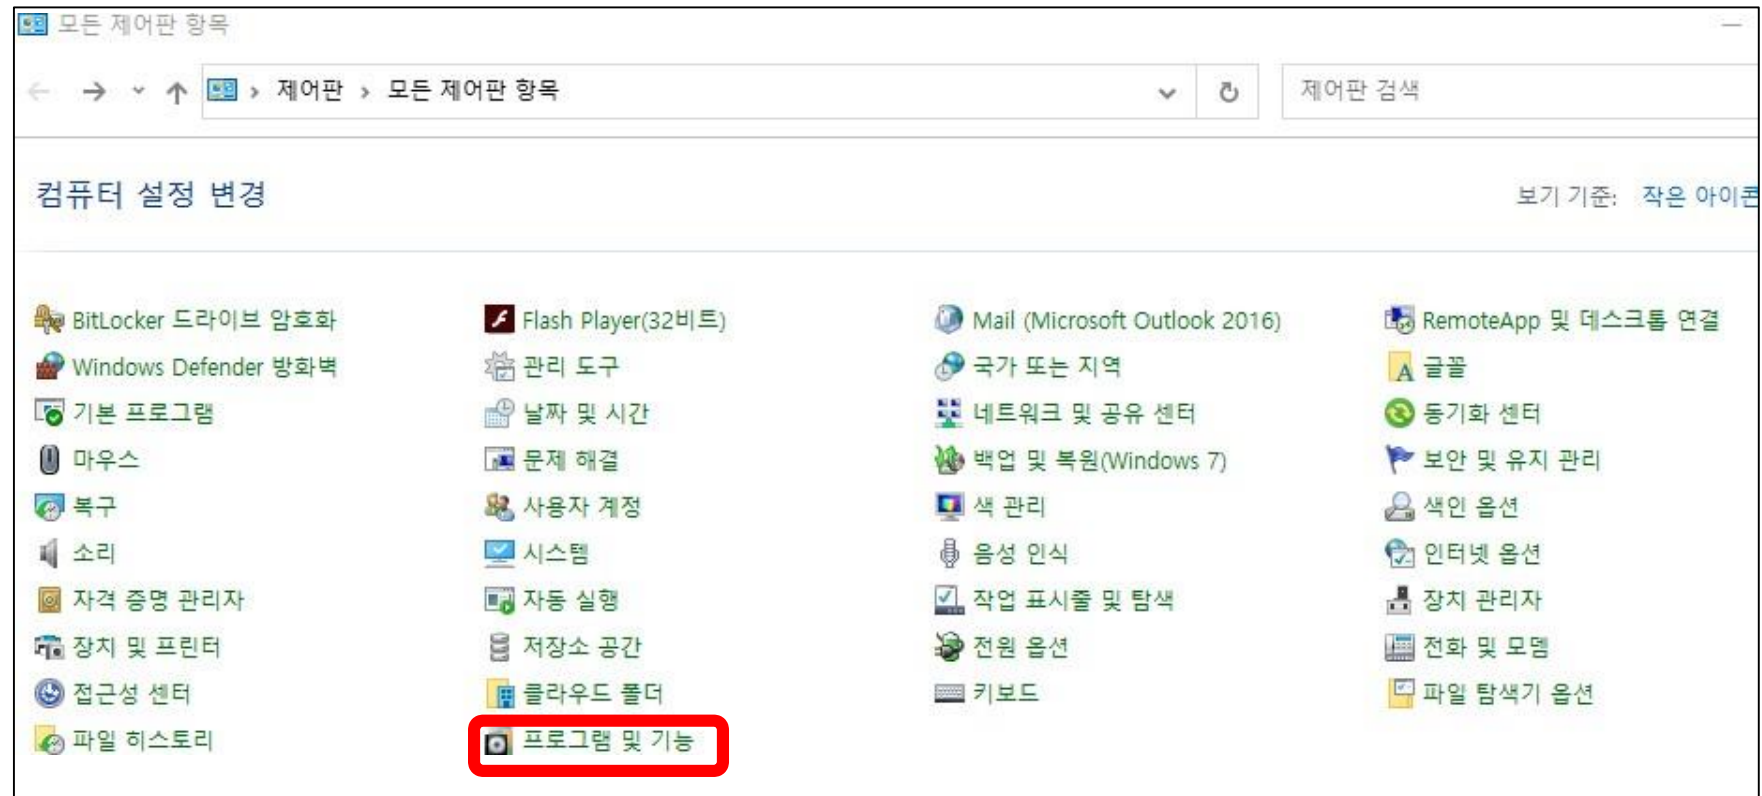 모든 제어판 항목
제어판 > 모든 제어판 항목
제어판 검색
컴퓨터 설정 변경
보기 기준: 작은 아이콘
BitLocker 드라이브 암호화
Flash Player(32비트)
Mail (Microsoft Outlook 2016)
RemoteApp 및 데스크톱 연결
Windows Defender 방화벽
관리 도구
국가 또는 지역
글꼴
기본 프로그램
날짜 및 시간
네트워크 및 공유 센터
동기화 센터
마우스
문제 해결
백업 및 복원(Windows 7)
보안 및 유지 관리
복구
사용자 계정
색 관리
색인 옵션
소리
시스템
음성 인식
인터넷 옵션
자격 증명 관리자
자동 실행
작업 표시줄 및 탐색
장치 관리자
장치 및 프린터
저장소 공간
전원 옵션
전화 및 모뎀
접근성 센터
클라우드 폴더
키보드
파일 탐색기 옵션
파일 히스토리
프로그램 및 기능